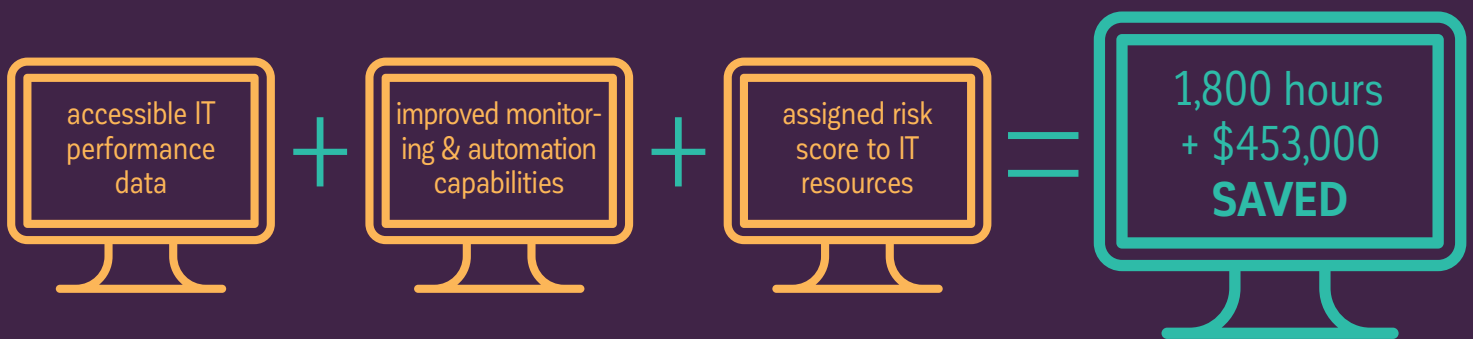 accessible IT
performance
data
+
improved monitor-
ing & automation
capabilities
+
assigned risk
score to IT
resources
=
1,800 hours
+ $453,000
SAVED